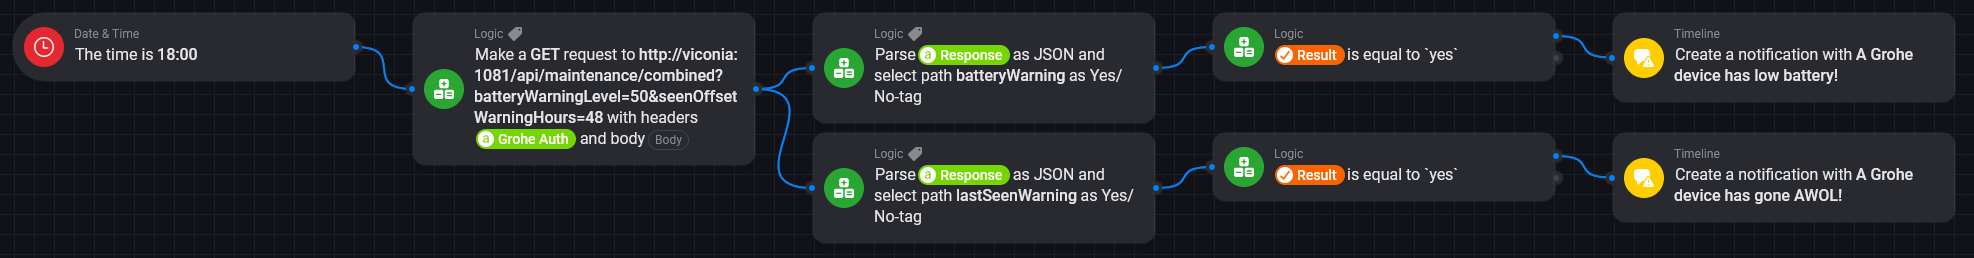 Date & Time
The time is 18:00
Logic
Make a GET request to http://viconia:
1081/api/maintenance/combined?
batteryWarningLevel=50&seenOffset
WarningHours=48 with headers
a Grohe Auth and body Body
Logic
Parse a Response as JSON and
select path batteryWarning as Yes/
No-tag
Logic
Result is equal to `yes`
Timeline
Create a notification with A Grohe
device has low battery!
Logic
Parse a Response as JSON and
select path lastSeenWarning as Yes/
No-tag
Logic
Result is equal to `yes`
Timeline
Create a notification with A Grohe
device has gone AWOL!